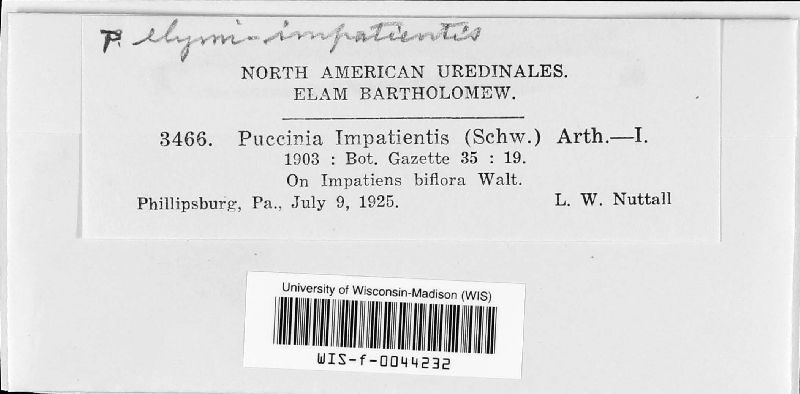 P. elymi-impatientis
NORTH AMERICAN UREDINALES.
ELAM BARTHOLOMEW.
3466. Puccinia Impatientis (Schw.) Arth.—I.
1903 : Bot. Gazette 35 : 19.
On Impatiens biflora Walt.
Phillipsburg, Pa., July 9, 1925. L. W. Nuttall
University of Wisconsin-Madison (WIS)
WIS-f-0044232